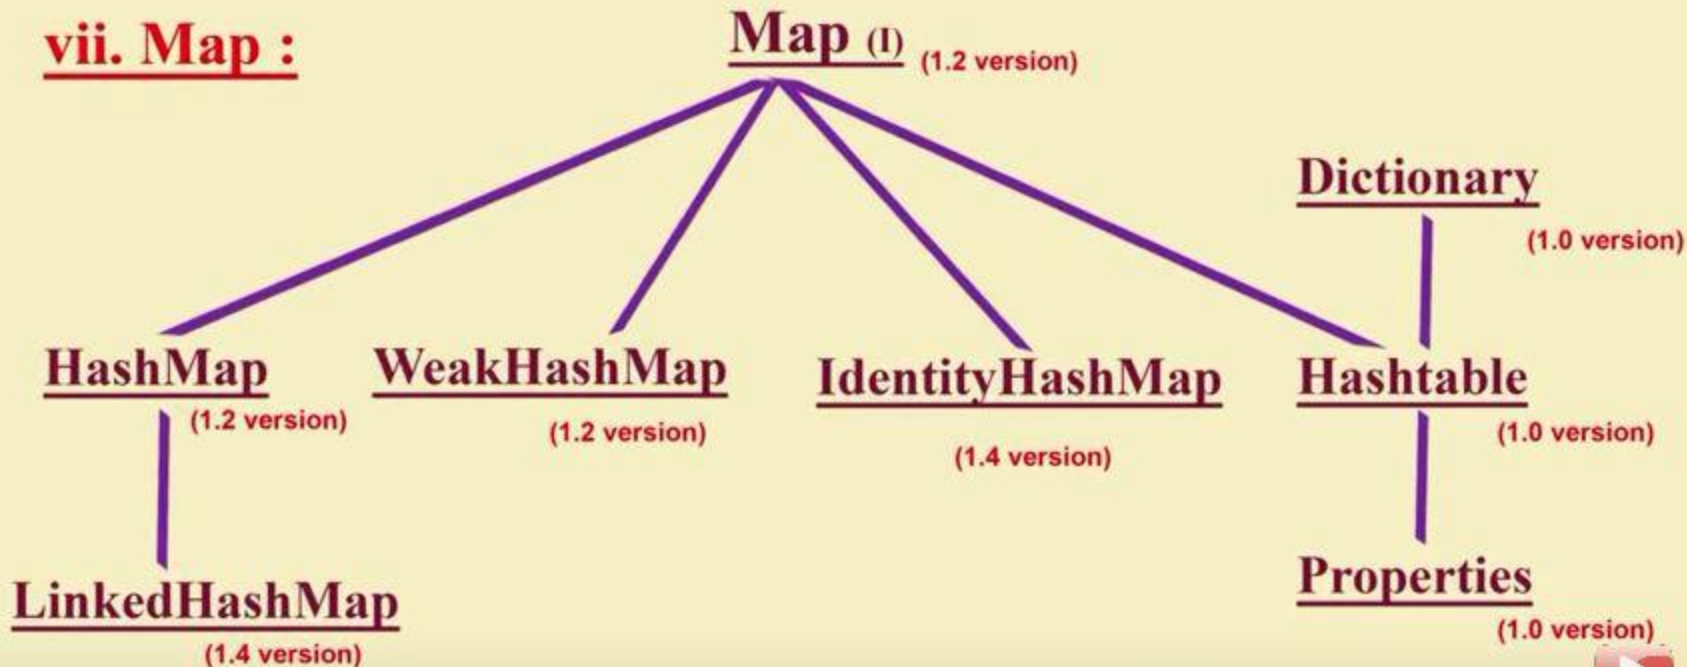 vii. Map :
Map (I) (1.2 version)
Dictionary
(1.0 version)
HashMap
(1.2 version)
WeakHashMap
(1.2 version)
IdentityHashMap
(1.4 version)
Hashtable
(1.0 version)
LinkedHashMap
(1.4 version)
Properties
(1.0 version)